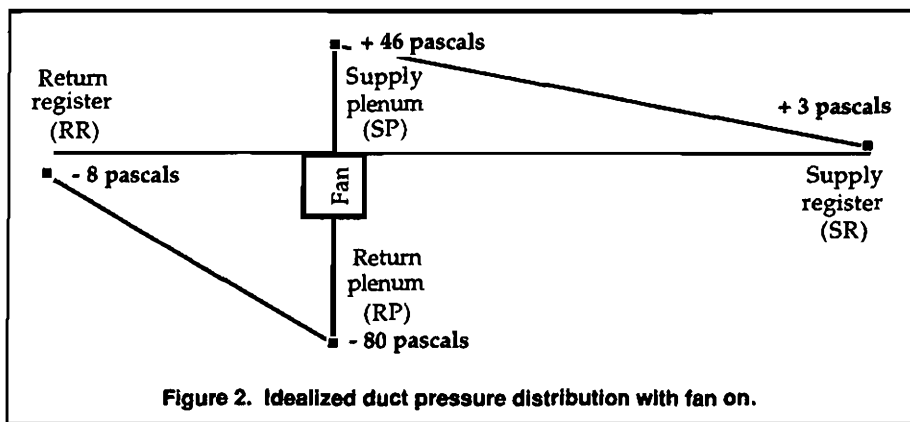 + 46 pascals
Return
register
(RR)
Supply
plenum
(SP)
+ 3 pascals
- 8 pascals
Fan
Supply
register
(SR)
Return
plenum
(RP)
- 80 pascals
Figure 2. Idealized duct pressure distribution with fan on.